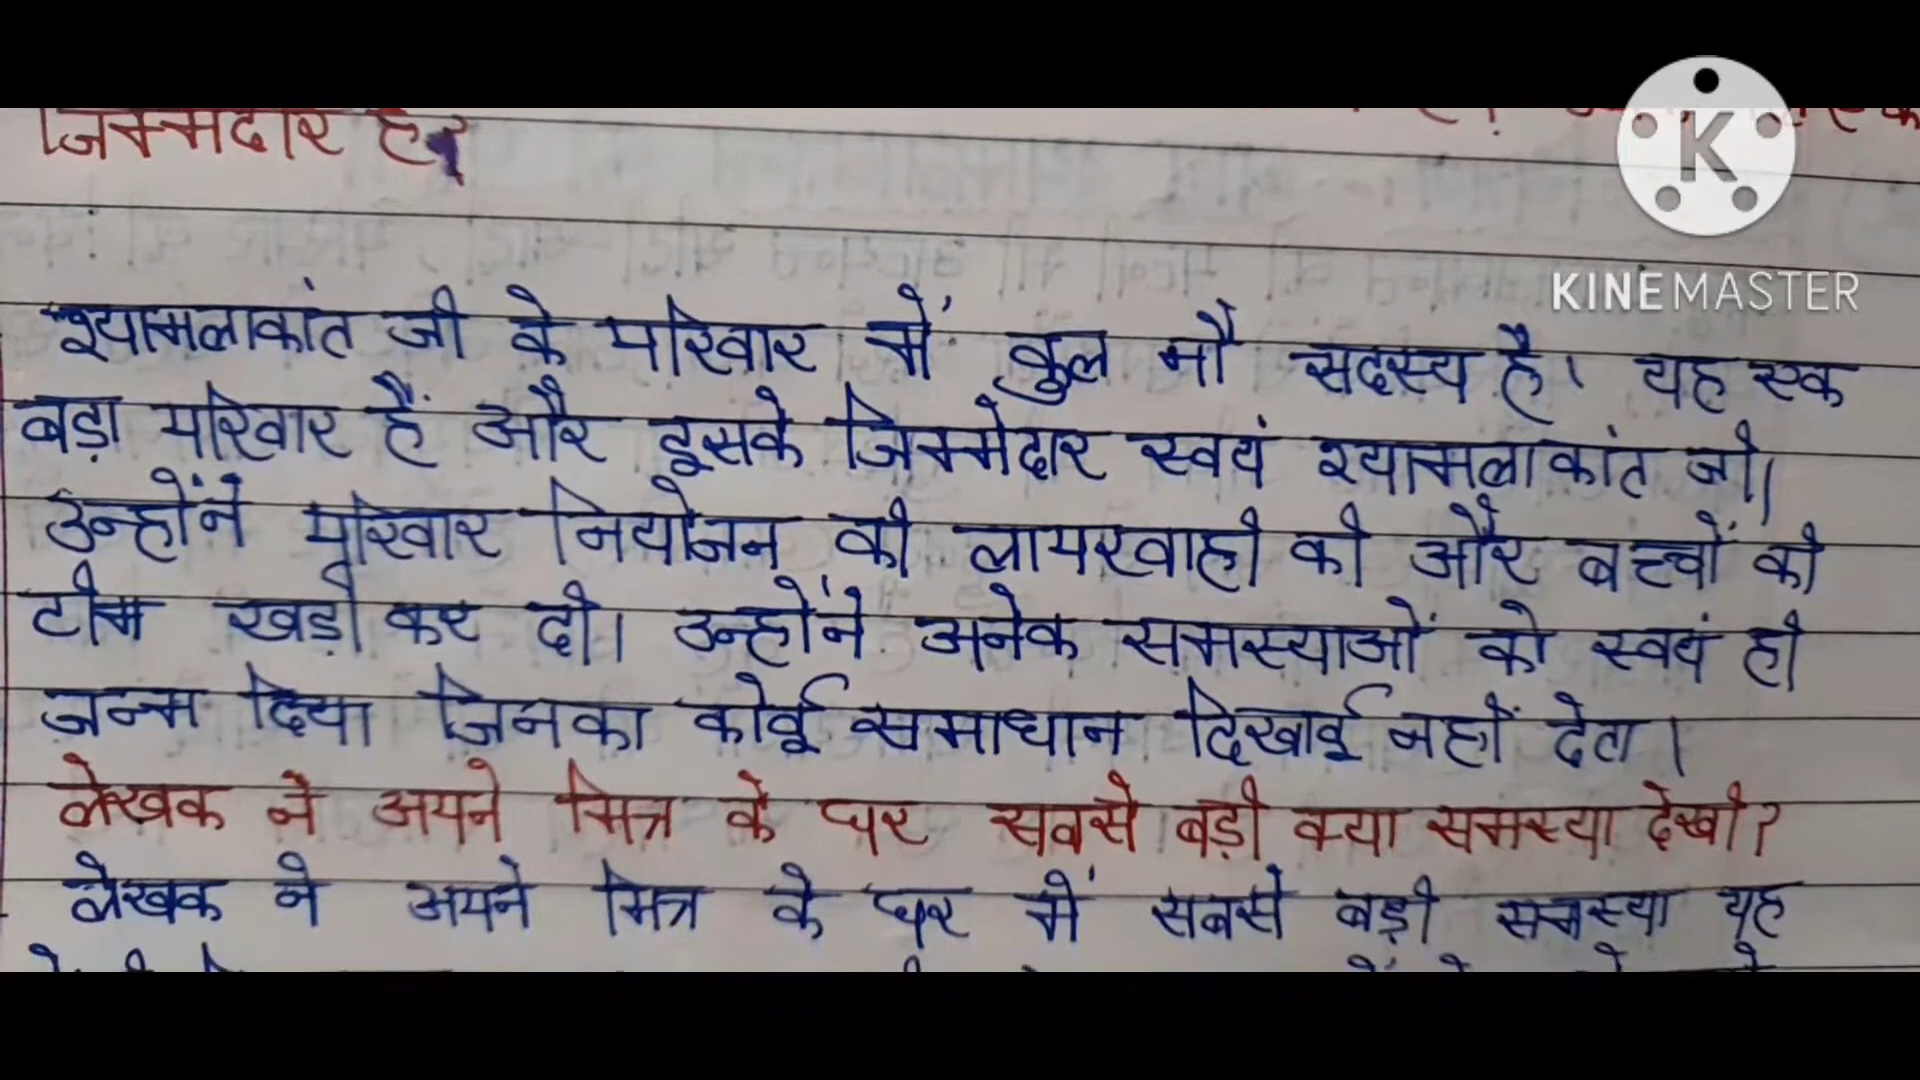 जिम्मेदार है?
KINEMASTER
श्यामलाकांत जी के परिवार में कुल नौ सदस्य है। यह एक
बड़ा परिवार हैं और इसके जिम्मेदार स्वयं श्यामलाकांत जी।
उन्होंने परिवार नियोजन की लापरवाही की और बच्चों की
टीम खड़ी कर दी। उन्होंने अनेक समस्याओं को स्वयं ही
जन्म दिया जिनका कोई समाधान दिखाई नहीं देता।
लेखक ने अपने मित्र के घर सबसे बड़ी क्या समस्या देखी?
लेखक ने अपने मित्र के घर में सबसे बड़ी समस्या यह